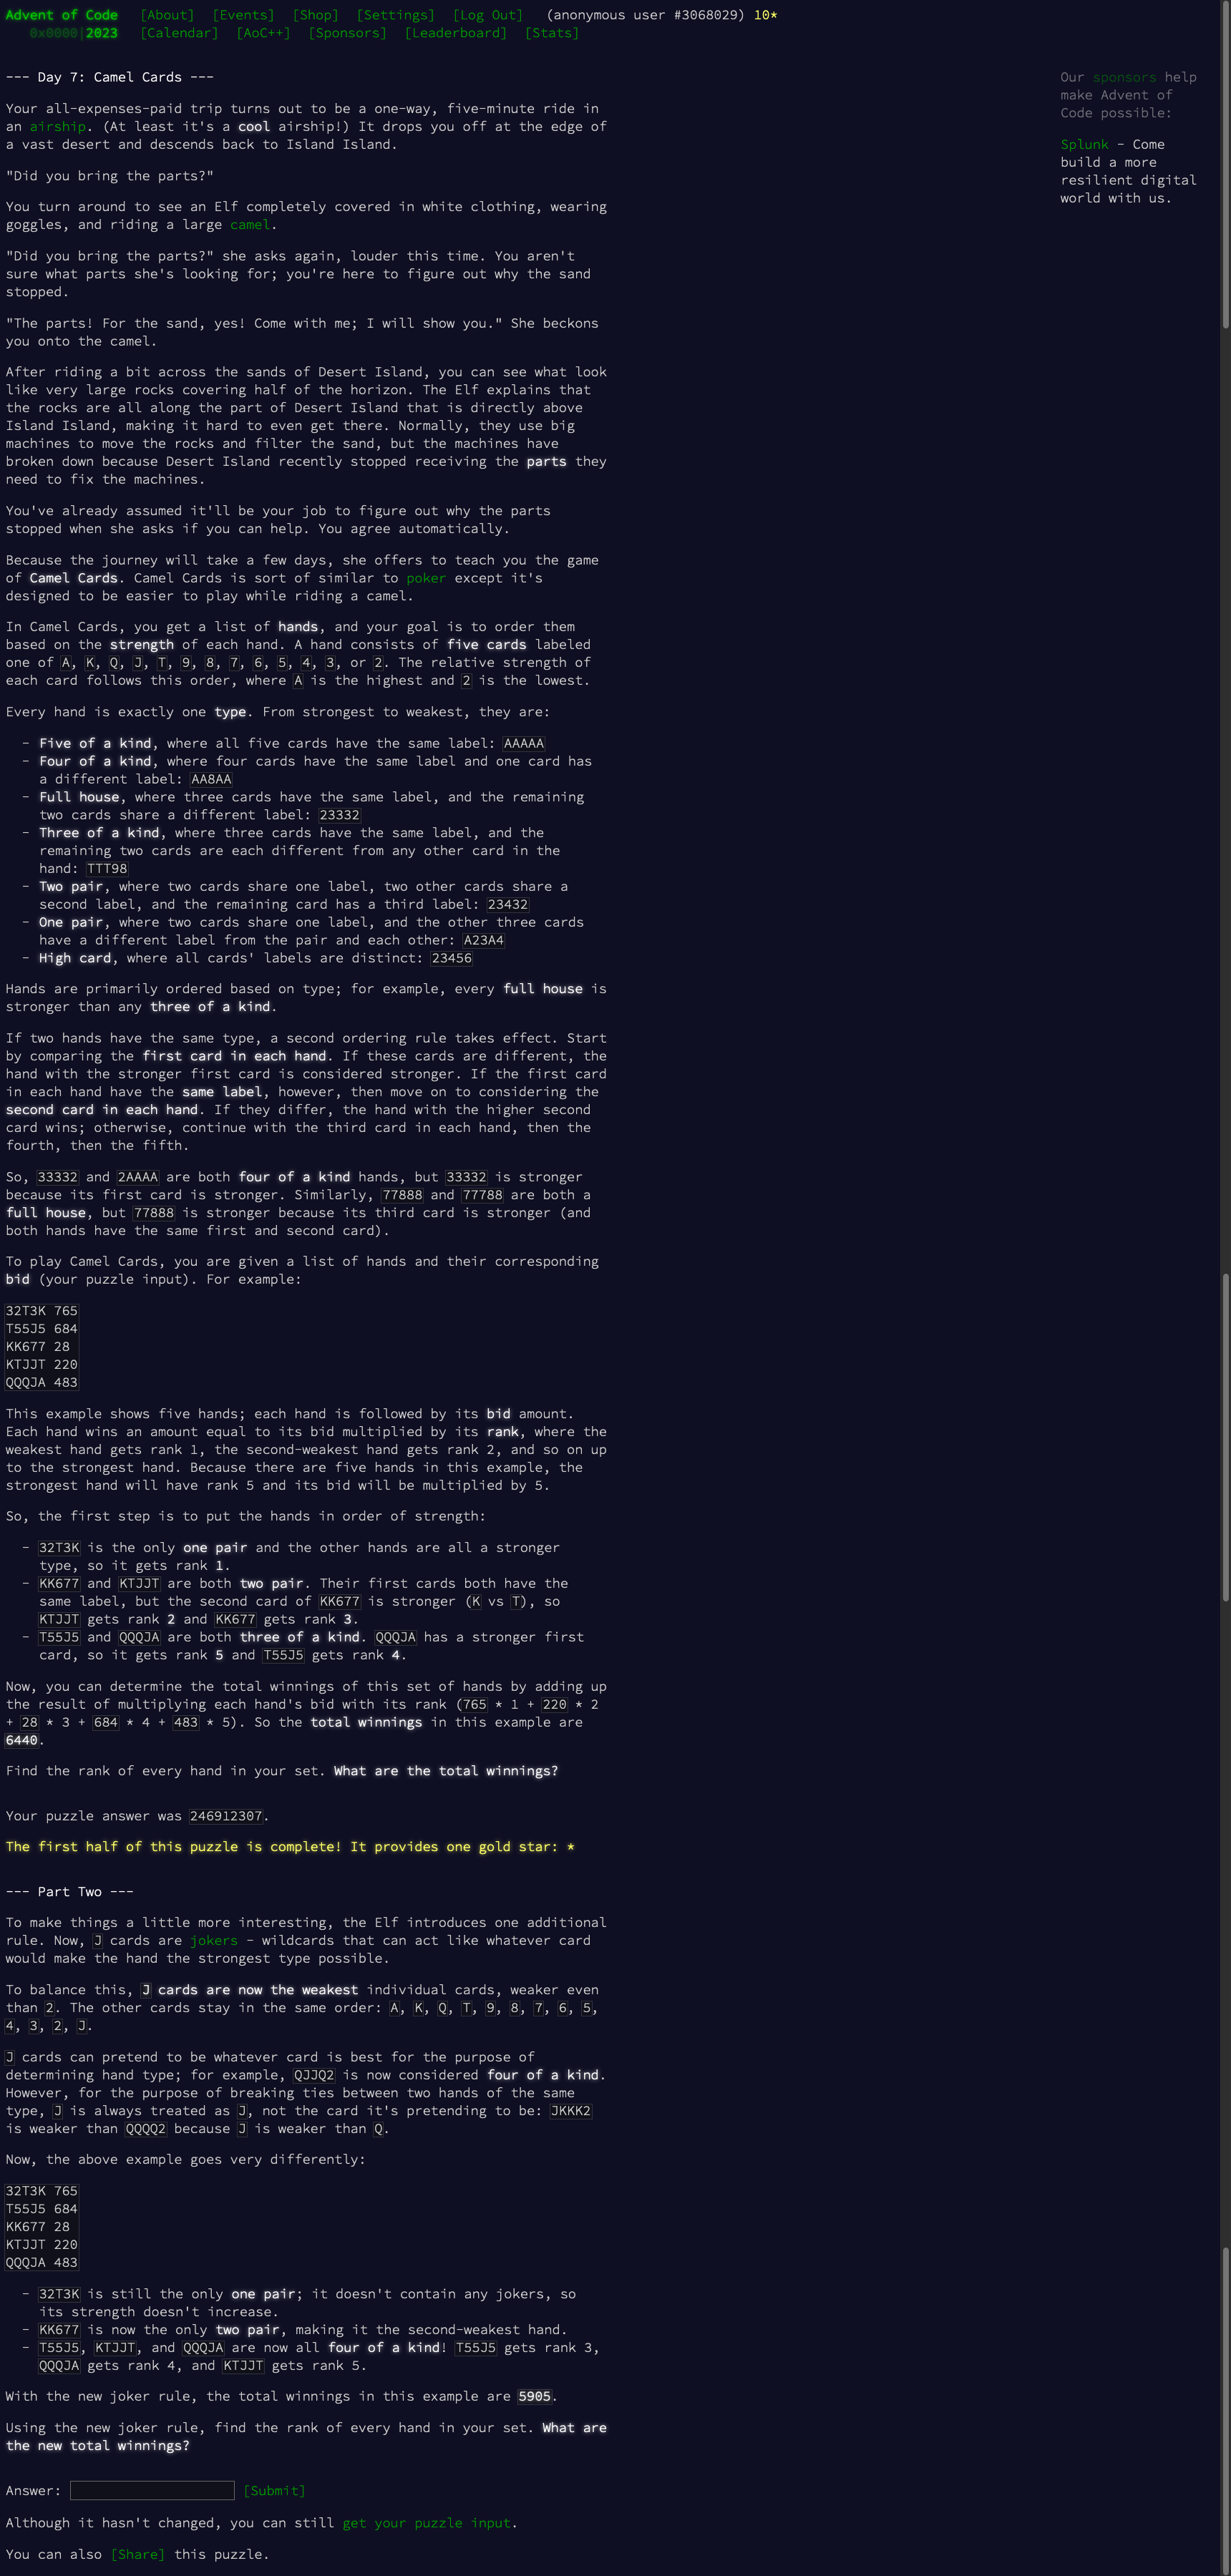 Advent of Code   [About]  [Events]  [Shop]  [Settings]  [Log Out]   (anonymous user #3068029) 10*
0x0000|2023   [Calendar]  [AoC++]  [Sponsors]  [Leaderboard]  [Stats]
--- Day 7: Camel Cards ---
Your all-expenses-paid trip turns out to be a one-way, five-minute ride in
an airship. (At least it's a cool airship!) It drops you off at the edge of
a vast desert and descends back to Island Island.
"Did you bring the parts?"
You turn around to see an Elf completely covered in white clothing, wearing
goggles, and riding a large camel.
"Did you bring the parts?" she asks again, louder this time. You aren't
sure what parts she's looking for; you're here to figure out why the sand
stopped.
"The parts! For the sand, yes! Come with me; I will show you." She beckons
you onto the camel.
After riding a bit across the sands of Desert Island, you can see what look
like very large rocks covering half of the horizon. The Elf explains that
the rocks are all along the part of Desert Island that is directly above
Island Island, making it hard to even get there. Normally, they use big
machines to move the rocks and filter the sand, but the machines have
broken down because Desert Island recently stopped receiving the parts they
need to fix the machines.
You've already assumed it'll be your job to figure out why the parts
stopped when she asks if you can help. You agree automatically.
Because the journey will take a few days, she offers to teach you the game
of Camel Cards. Camel Cards is sort of similar to poker except it's
designed to be easier to play while riding a camel.
In Camel Cards, you get a list of hands, and your goal is to order them
based on the strength of each hand. A hand consists of five cards labeled
one of A, K, Q, J, T, 9, 8, 7, 6, 5, 4, 3, or 2. The relative strength of
each card follows this order, where A is the highest and 2 is the lowest.
Every hand is exactly one type. From strongest to weakest, they are:
- Five of a kind, where all five cards have the same label: AAAAA
- Four of a kind, where four cards have the same label and one card has
a different label: AA8AA
- Full house, where three cards have the same label, and the remaining
two cards share a different label: 23332
- Three of a kind, where three cards have the same label, and the
remaining two cards are each different from any other card in the
hand: TTT98
- Two pair, where two cards share one label, two other cards share a
second label, and the remaining card has a third label: 23432
- One pair, where two cards share one label, and the other three cards
have a different label from the pair and each other: A23A4
- High card, where all cards' labels are distinct: 23456
Hands are primarily ordered based on type; for example, every full house is
stronger than any three of a kind.
If two hands have the same type, a second ordering rule takes effect. Start
by comparing the first card in each hand. If these cards are different, the
hand with the stronger first card is considered stronger. If the first card
in each hand have the same label, however, then move on to considering the
second card in each hand. If they differ, the hand with the higher second
card wins; otherwise, continue with the third card in each hand, then the
fourth, then the fifth.
So, 33332 and 2AAAA are both four of a kind hands, but 33332 is stronger
because its first card is stronger. Similarly, 77888 and 77788 are both a
full house, but 77888 is stronger because its third card is stronger (and
both hands have the same first and second card).
To play Camel Cards, you are given a list of hands and their corresponding
bid (your puzzle input). For example:
32T3K 765
T55J5 684
KK677 28
KTJJT 220
QQQJA 483
This example shows five hands; each hand is followed by its bid amount.
Each hand wins an amount equal to its bid multiplied by its rank, where the
weakest hand gets rank 1, the second-weakest hand gets rank 2, and so on up
to the strongest hand. Because there are five hands in this example, the
strongest hand will have rank 5 and its bid will be multiplied by 5.
So, the first step is to put the hands in order of strength:
- 32T3K is the only one pair and the other hands are all a stronger
type, so it gets rank 1.
- KK677 and KTJJT are both two pair. Their first cards both have the
same label, but the second card of KK677 is stronger (K vs T), so
KTJJT gets rank 2 and KK677 gets rank 3.
- T55J5 and QQQJA are both three of a kind. QQQJA has a stronger first
card, so it gets rank 5 and T55J5 gets rank 4.
Now, you can determine the total winnings of this set of hands by adding up
the result of multiplying each hand's bid with its rank (765 * 1 + 220 * 2
+ 28 * 3 + 684 * 4 + 483 * 5). So the total winnings in this example are
6440.
Find the rank of every hand in your set. What are the total winnings?
Your puzzle answer was 246912307.
The first half of this puzzle is complete! It provides one gold star: *
--- Part Two ---
To make things a little more interesting, the Elf introduces one additional
rule. Now, J cards are jokers - wildcards that can act like whatever card
would make the hand the strongest type possible.
To balance this, J cards are now the weakest individual cards, weaker even
than 2. The other cards stay in the same order: A, K, Q, T, 9, 8, 7, 6, 5,
4, 3, 2, J.
J cards can pretend to be whatever card is best for the purpose of
determining hand type; for example, QJJQ2 is now considered four of a kind.
However, for the purpose of breaking ties between two hands of the same
type, J is always treated as J, not the card it's pretending to be: JKKK2
is weaker than QQQQ2 because J is weaker than Q.
Now, the above example goes very differently:
32T3K 765
T55J5 684
KK677 28
KTJJT 220
QQQJA 483
- 32T3K is still the only one pair; it doesn't contain any jokers, so
its strength doesn't increase.
- KK677 is now the only two pair, making it the second-weakest hand.
- T55J5, KTJJT, and QQQJA are now all four of a kind! T55J5 gets rank 3,
QQQJA gets rank 4, and KTJJT gets rank 5.
With the new joker rule, the total winnings in this example are 5905.
Using the new joker rule, find the rank of every hand in your set. What are
the new total winnings?
Answer: [Submit]
Although it hasn't changed, you can still get your puzzle input.
You can also [Share] this puzzle.
Our sponsors help
make Advent of
Code possible:
Splunk - Come
build a more
resilient digital
world with us.